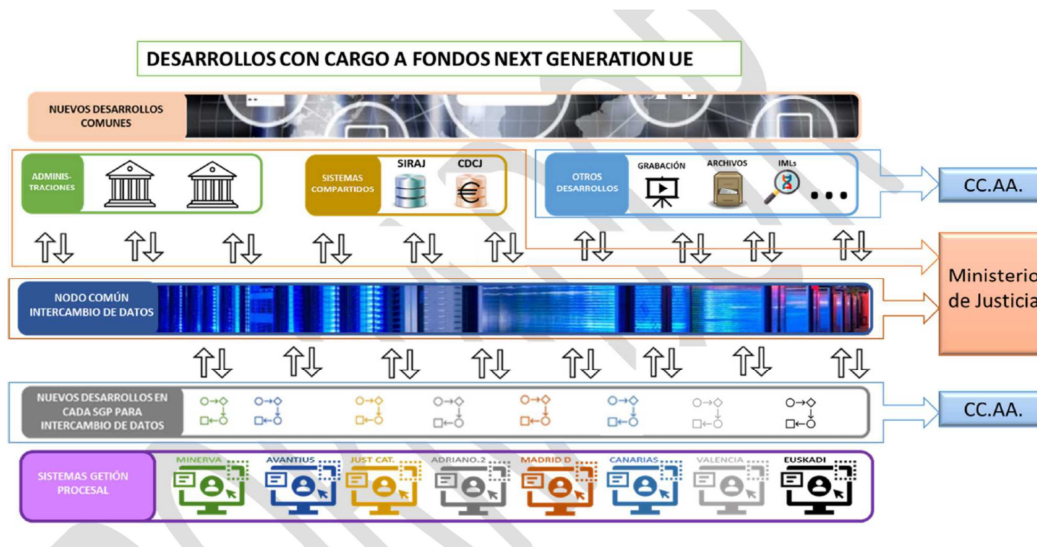 DESARROLLOS CON CARGO A FONDOS NEXT GENERATION UE
NUEVOS DESARROLLOS
COMUNES
ADMINIS-
TRACIONES
SISTEMAS
COMPARTIDOS
SIRAJ
CDCJ
OTROS
DESARROLLOS
GRABACIÓN
ARCHIVOS
IMLs
CC.AA.
Ministerio
de Justicia
NODO COMÚN
INTERCAMBIO DE DATOS
NUEVOS DESARROLLOS EN
CADA SGP PARA
INTERCAMBIO DE DATOS
CC.AA.
SISTEMAS GETIÓN
PROCESAL
MINERVA
AVANTIUS
JUST CAT.
ADRIANO.2
MADRID D
CANARIAS
VALENCIA
EUSKADI